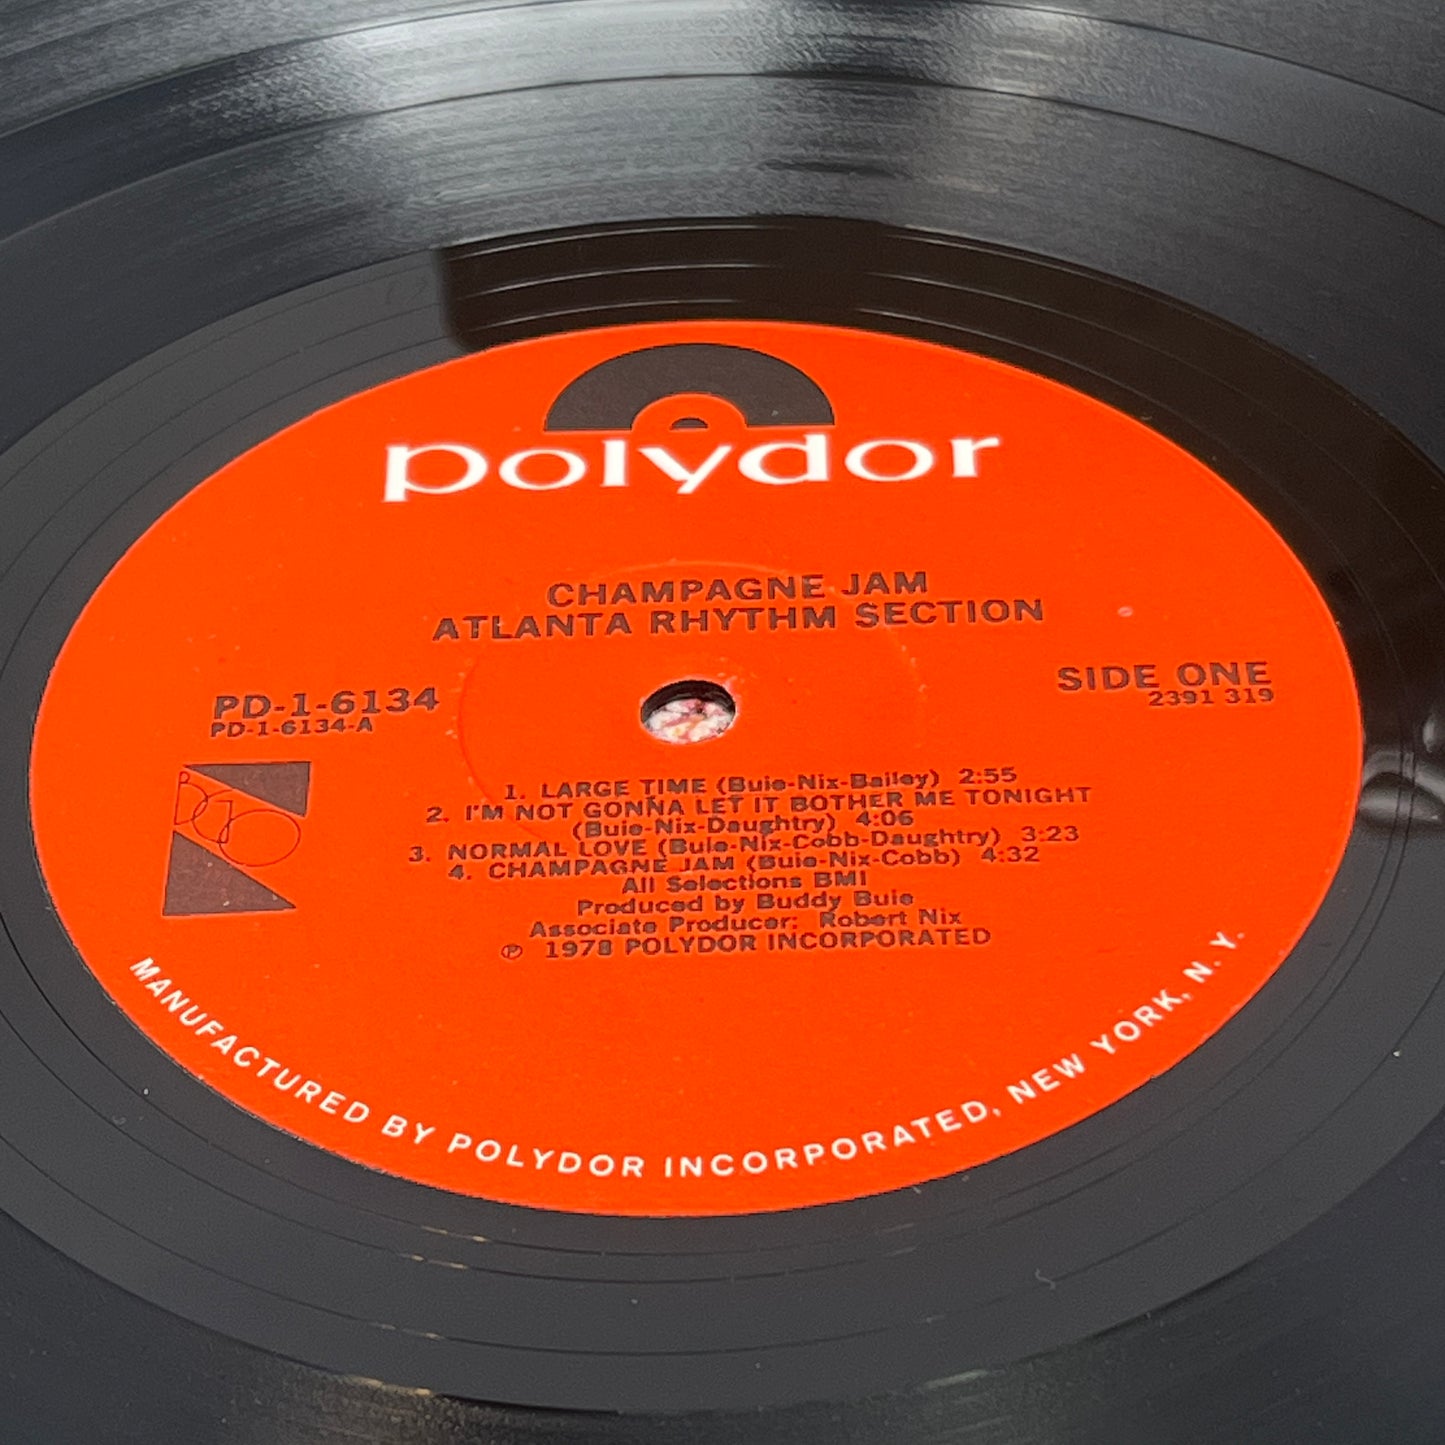 polydor
CHAMPAGNE JAM
ATLANTA RHYTHM SECTION
PD-1-6134
PD-1-6134-A
SIDE ONE
2391 319
BGO
1. LARGE TIME (Buie-Nix-Bailey) 2:55
2. I'M NOT GONNA LET IT BOTHER ME TONIGHT
(Buie-Nix-Daughtry) 4:06
3. NORMAL LOVE (Buie-Nix-Cobb-Daughtry) 3:23
4. CHAMPAGNE JAM (Buie-Nix-Cobb) 4:32
All Selections BMI
Produced by Buddy Buie
Associate Producer: Robert Nix
℗ 1978 POLYDOR INCORPORATED
MANUFACTURED BY POLYDOR INCORPORATED, NEW YORK, N.Y.